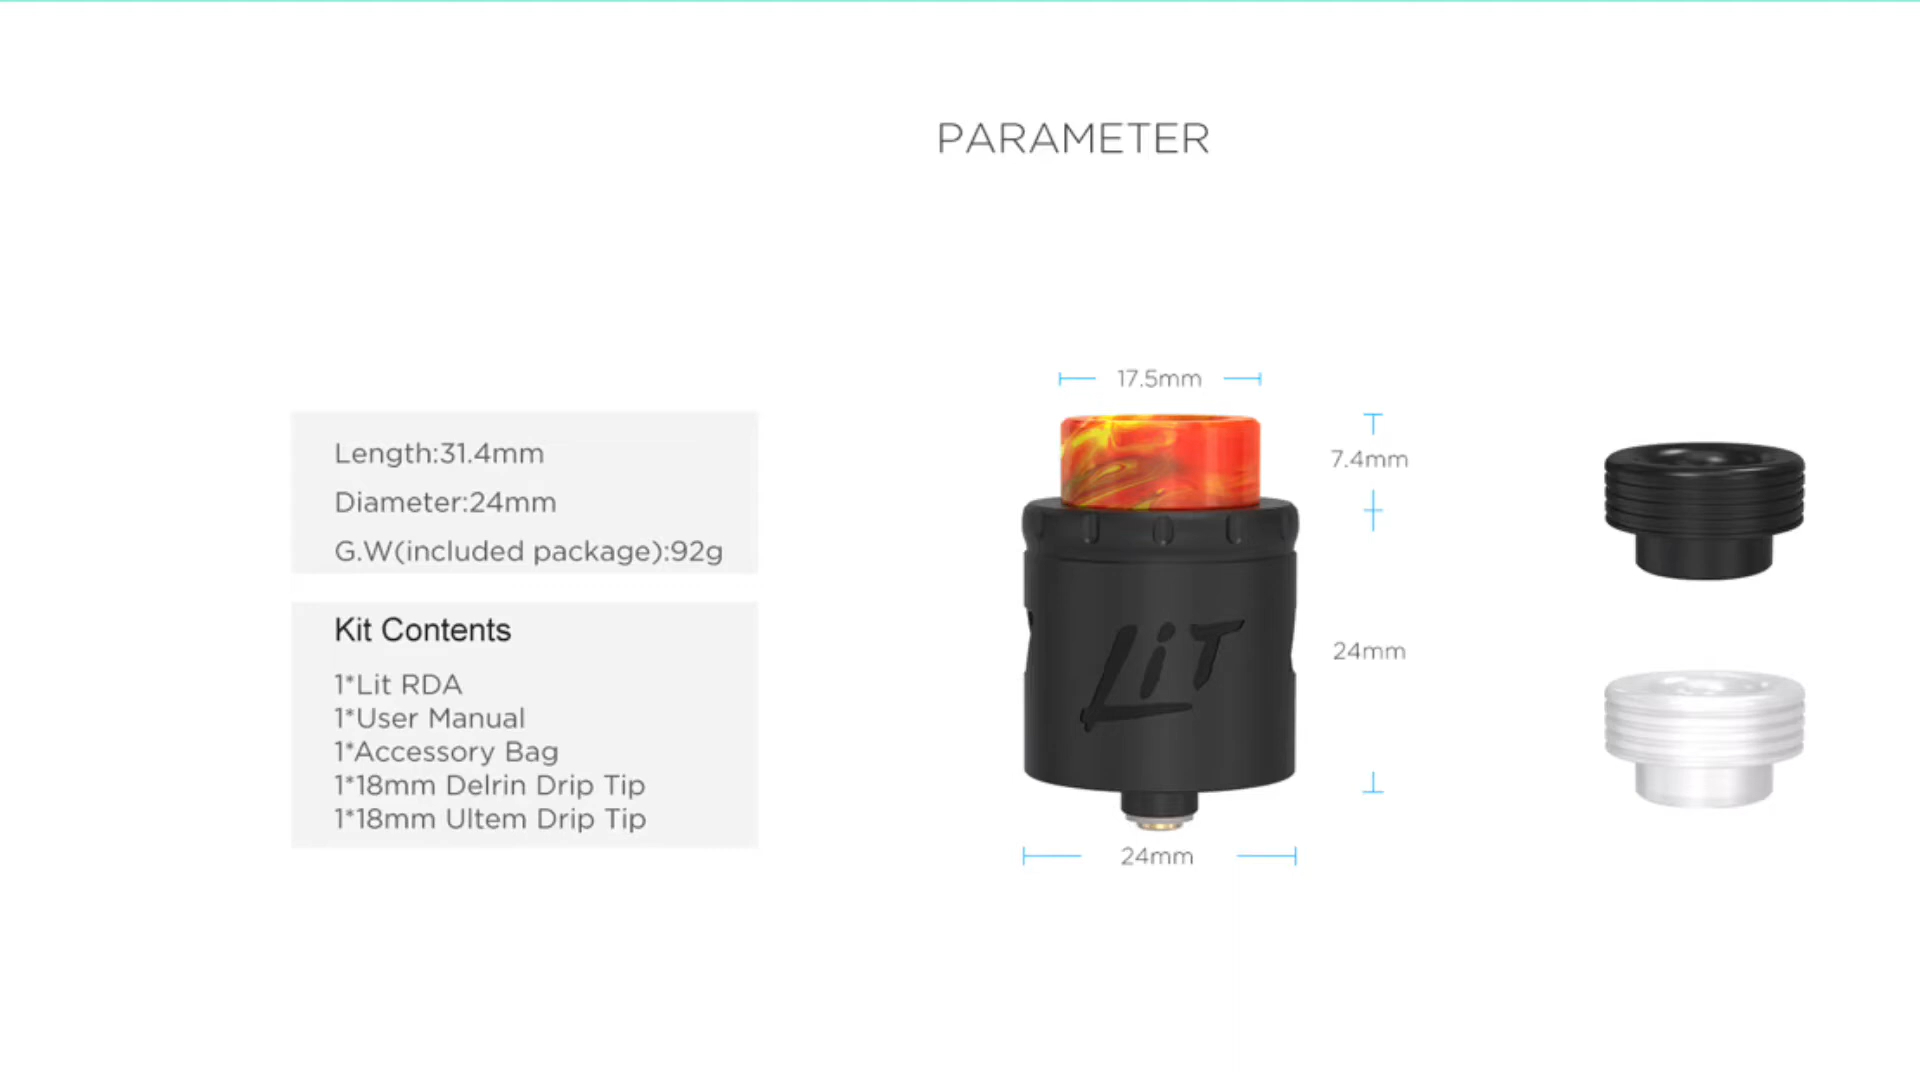 PARAMETER
Length:31.4mm
Diameter:24mm
G.W(included package):92g
Kit Contents
1*Lit RDA
1*User Manual
1*Accessory Bag
1*18mm Delrin Drip Tip
1*18mm Ultem Drip Tip
17.5mm
7.4mm
LiT
24mm
24mm